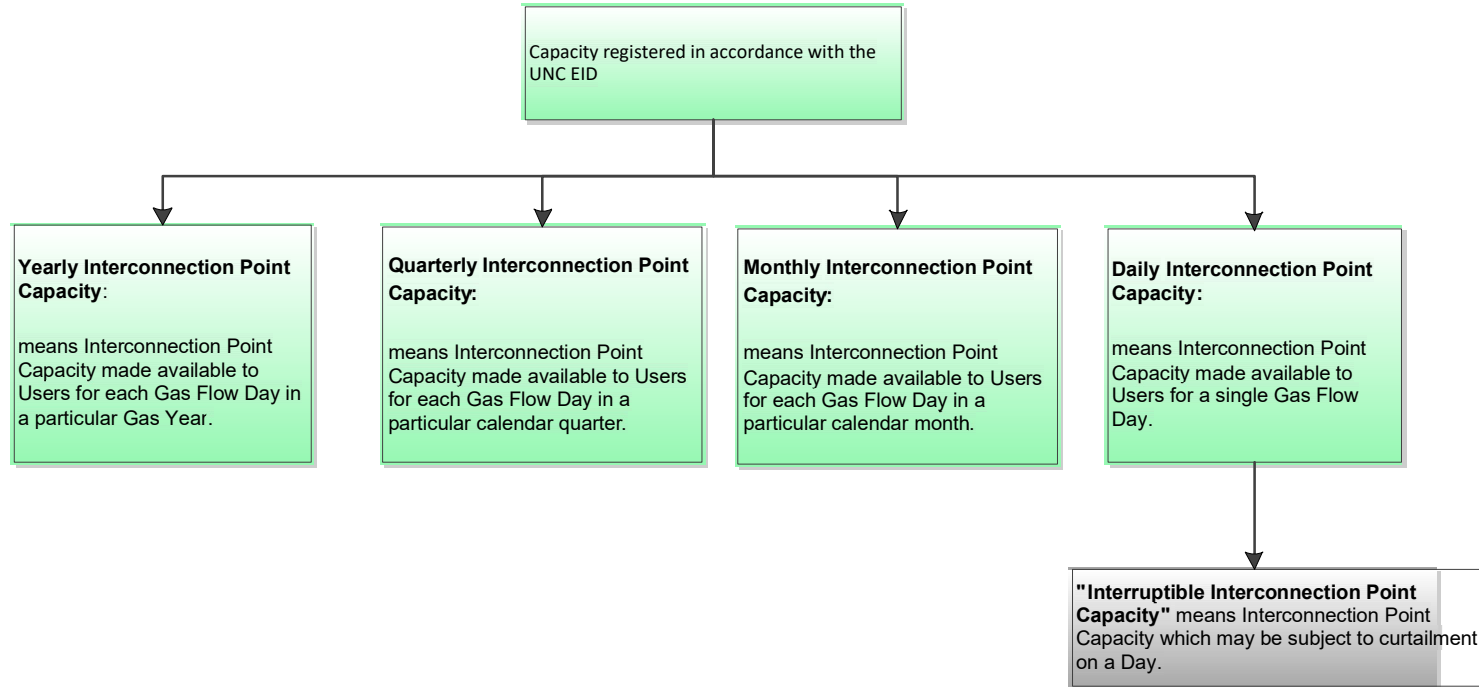 Capacity registered in accordance with the
UNC EID
Yearly Interconnection Point
Capacity:
means Interconnection Point
Capacity made available to
Users for each Gas Flow Day in
a particular Gas Year.
Quarterly Interconnection Point
Capacity:
means Interconnection Point
Capacity made available to Users
for each Gas Flow Day in a
particular calendar quarter.
Monthly Interconnection Point
Capacity:
means Interconnection Point
Capacity made available to Users
for each Gas Flow Day in a
particular calendar month.
Daily Interconnection Point
Capacity:
means Interconnection Point
Capacity made available to
Users for a single Gas Flow
Day.
"Interruptible Interconnection Point
Capacity" means Interconnection Point
Capacity which may be subject to curtailment
on a Day.